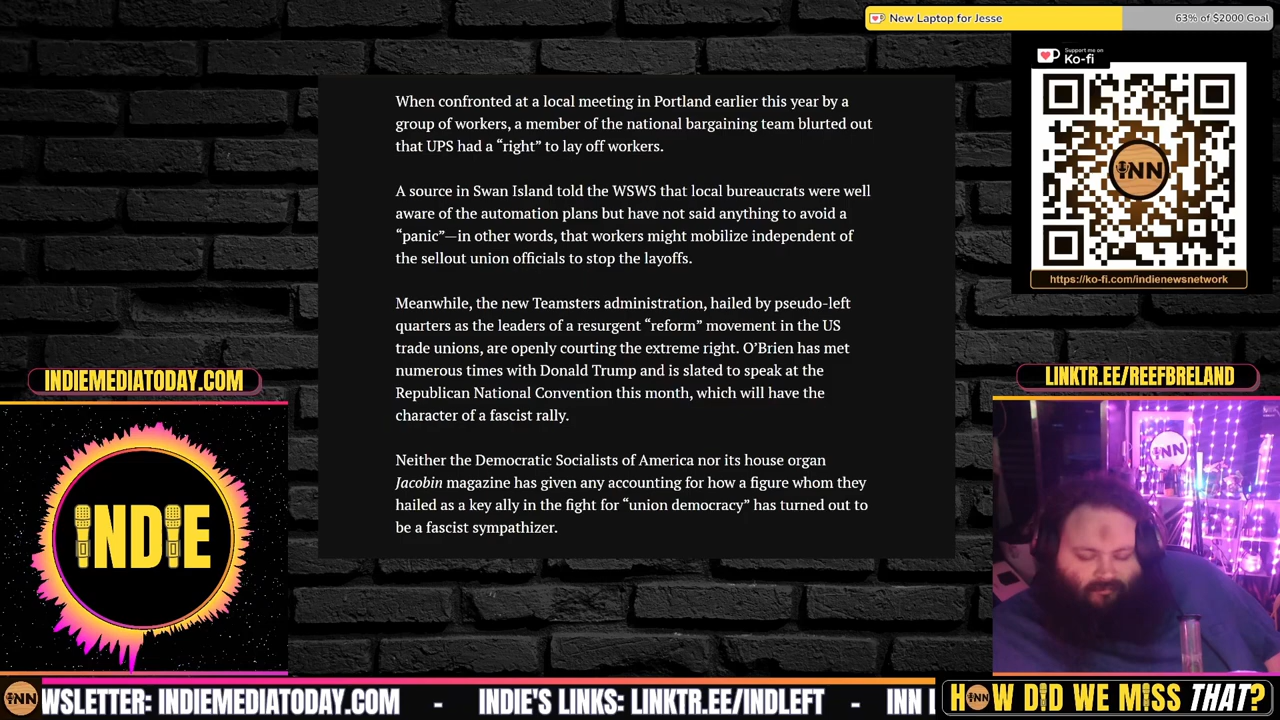 New Laptop for Jesse
63% of $2000 Goal
Support me on
Ko-fi
iNN
https://ko-fi.com/indienewsnetwork
When confronted at a local meeting in Portland earlier this year by a
group of workers, a member of the national bargaining team blurted out
that UPS had a “right” to lay off workers.
A source in Swan Island told the WSWS that local bureaucrats were well
aware of the automation plans but have not said anything to avoid a
“panic”—in other words, that workers might mobilize independent of
the sellout union officials to stop the layoffs.
Meanwhile, the new Teamsters administration, hailed by pseudo-left
quarters as the leaders of a resurgent “reform” movement in the US
trade unions, are openly courting the extreme right. O’Brien has met
numerous times with Donald Trump and is slated to speak at the
Republican National Convention this month, which will have the
character of a fascist rally.
Neither the Democratic Socialists of America nor its house organ
Jacobin magazine has given any accounting for how a figure whom they
hailed as a key ally in the fight for “union democracy” has turned out to
be a fascist sympathizer.
INDIEMEDIATODAY.COM
INDIE
LINKTR.EE/REEFBRELAND
iNN
iNN
WSLETTER: INDIEMEDIATODAY.COM - INDIE'S LINKS: LINKTR.EE/INDLEFT - INN
HOW DID WE MISS THAT?